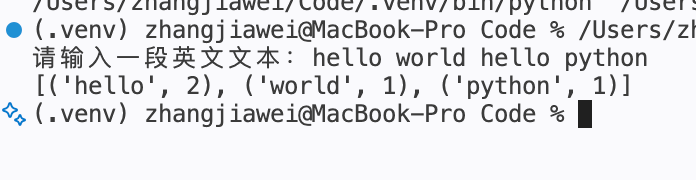 /Users/zhangjiawei/Code/.venv/bin/python "/Users
(.venv) zhangjiawei@MacBook-Pro Code % /Users/zh
请输入一段英文文本：hello world hello python
[('hello', 2), ('world', 1), ('python', 1)]
(.venv) zhangjiawei@MacBook-Pro Code %